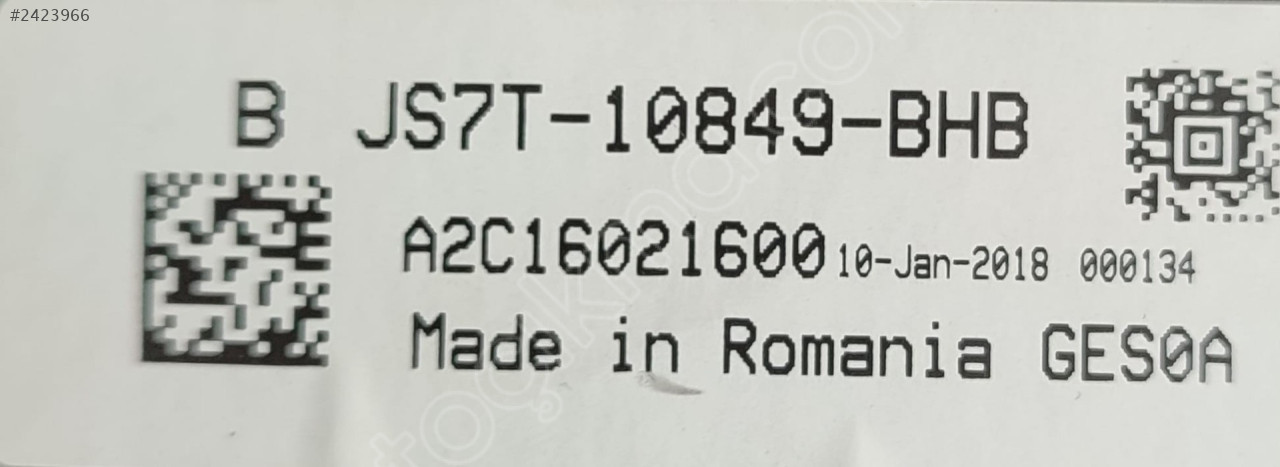 #2423966
B JS7T-10849-BHB
A2C16021600 10-Jan-2018 000134
Made in Romania GES0A